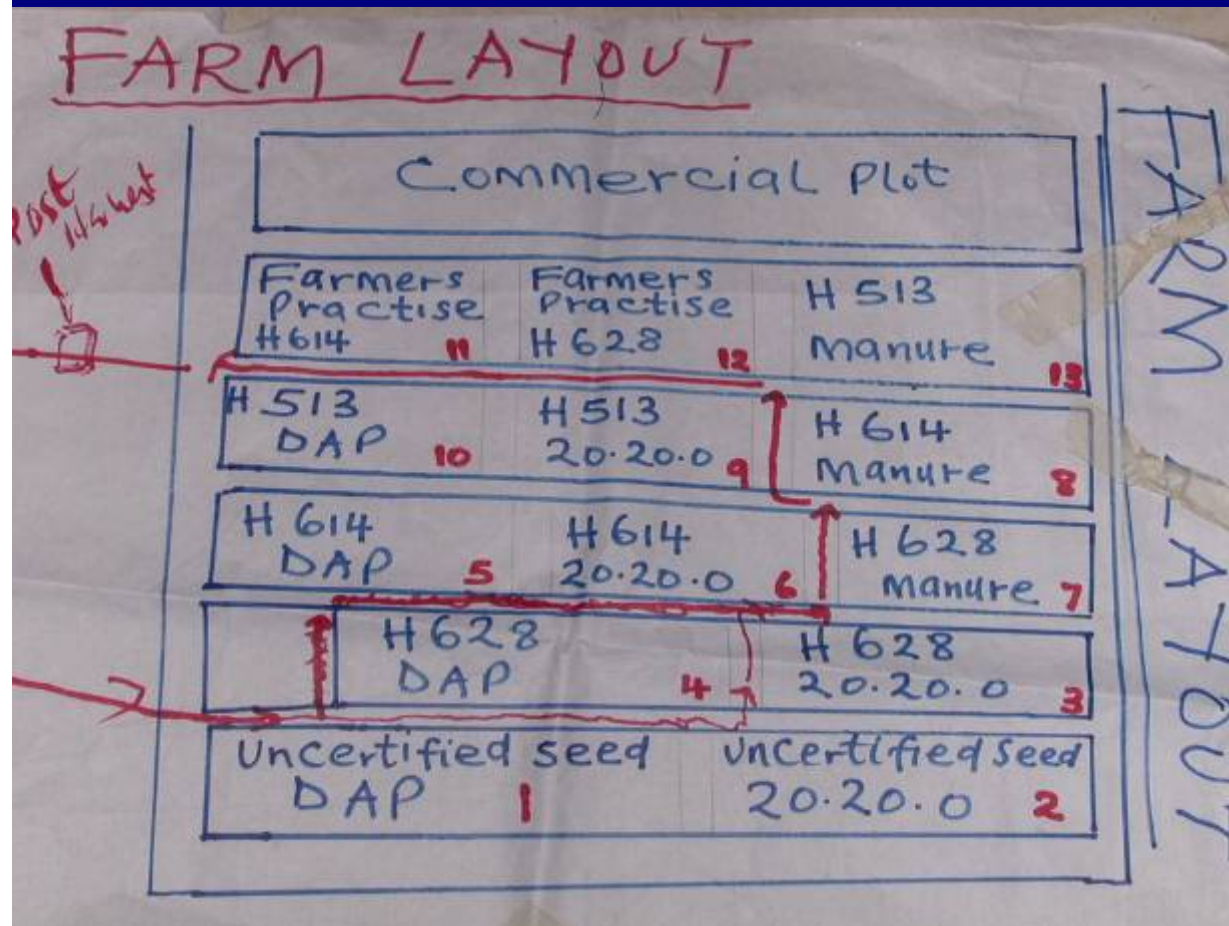 FARM LAYOUT
Commercial Plot
Post
Harvest
Farmers
Practise
H614 11
Farmers
Practise
H 628 12
H 513
manure 13
H 513
DAP 10
H 513
20.20.0 9
H 614
manure 8
H 614
DAP 5
H 614
20.20.0 6
H 628
manure 7
H 628
DAP 4
H 628
20.20.0 3
Uncertified seed
DAP 1
Uncertified seed
20.20.0 2
FARM LAYOUT